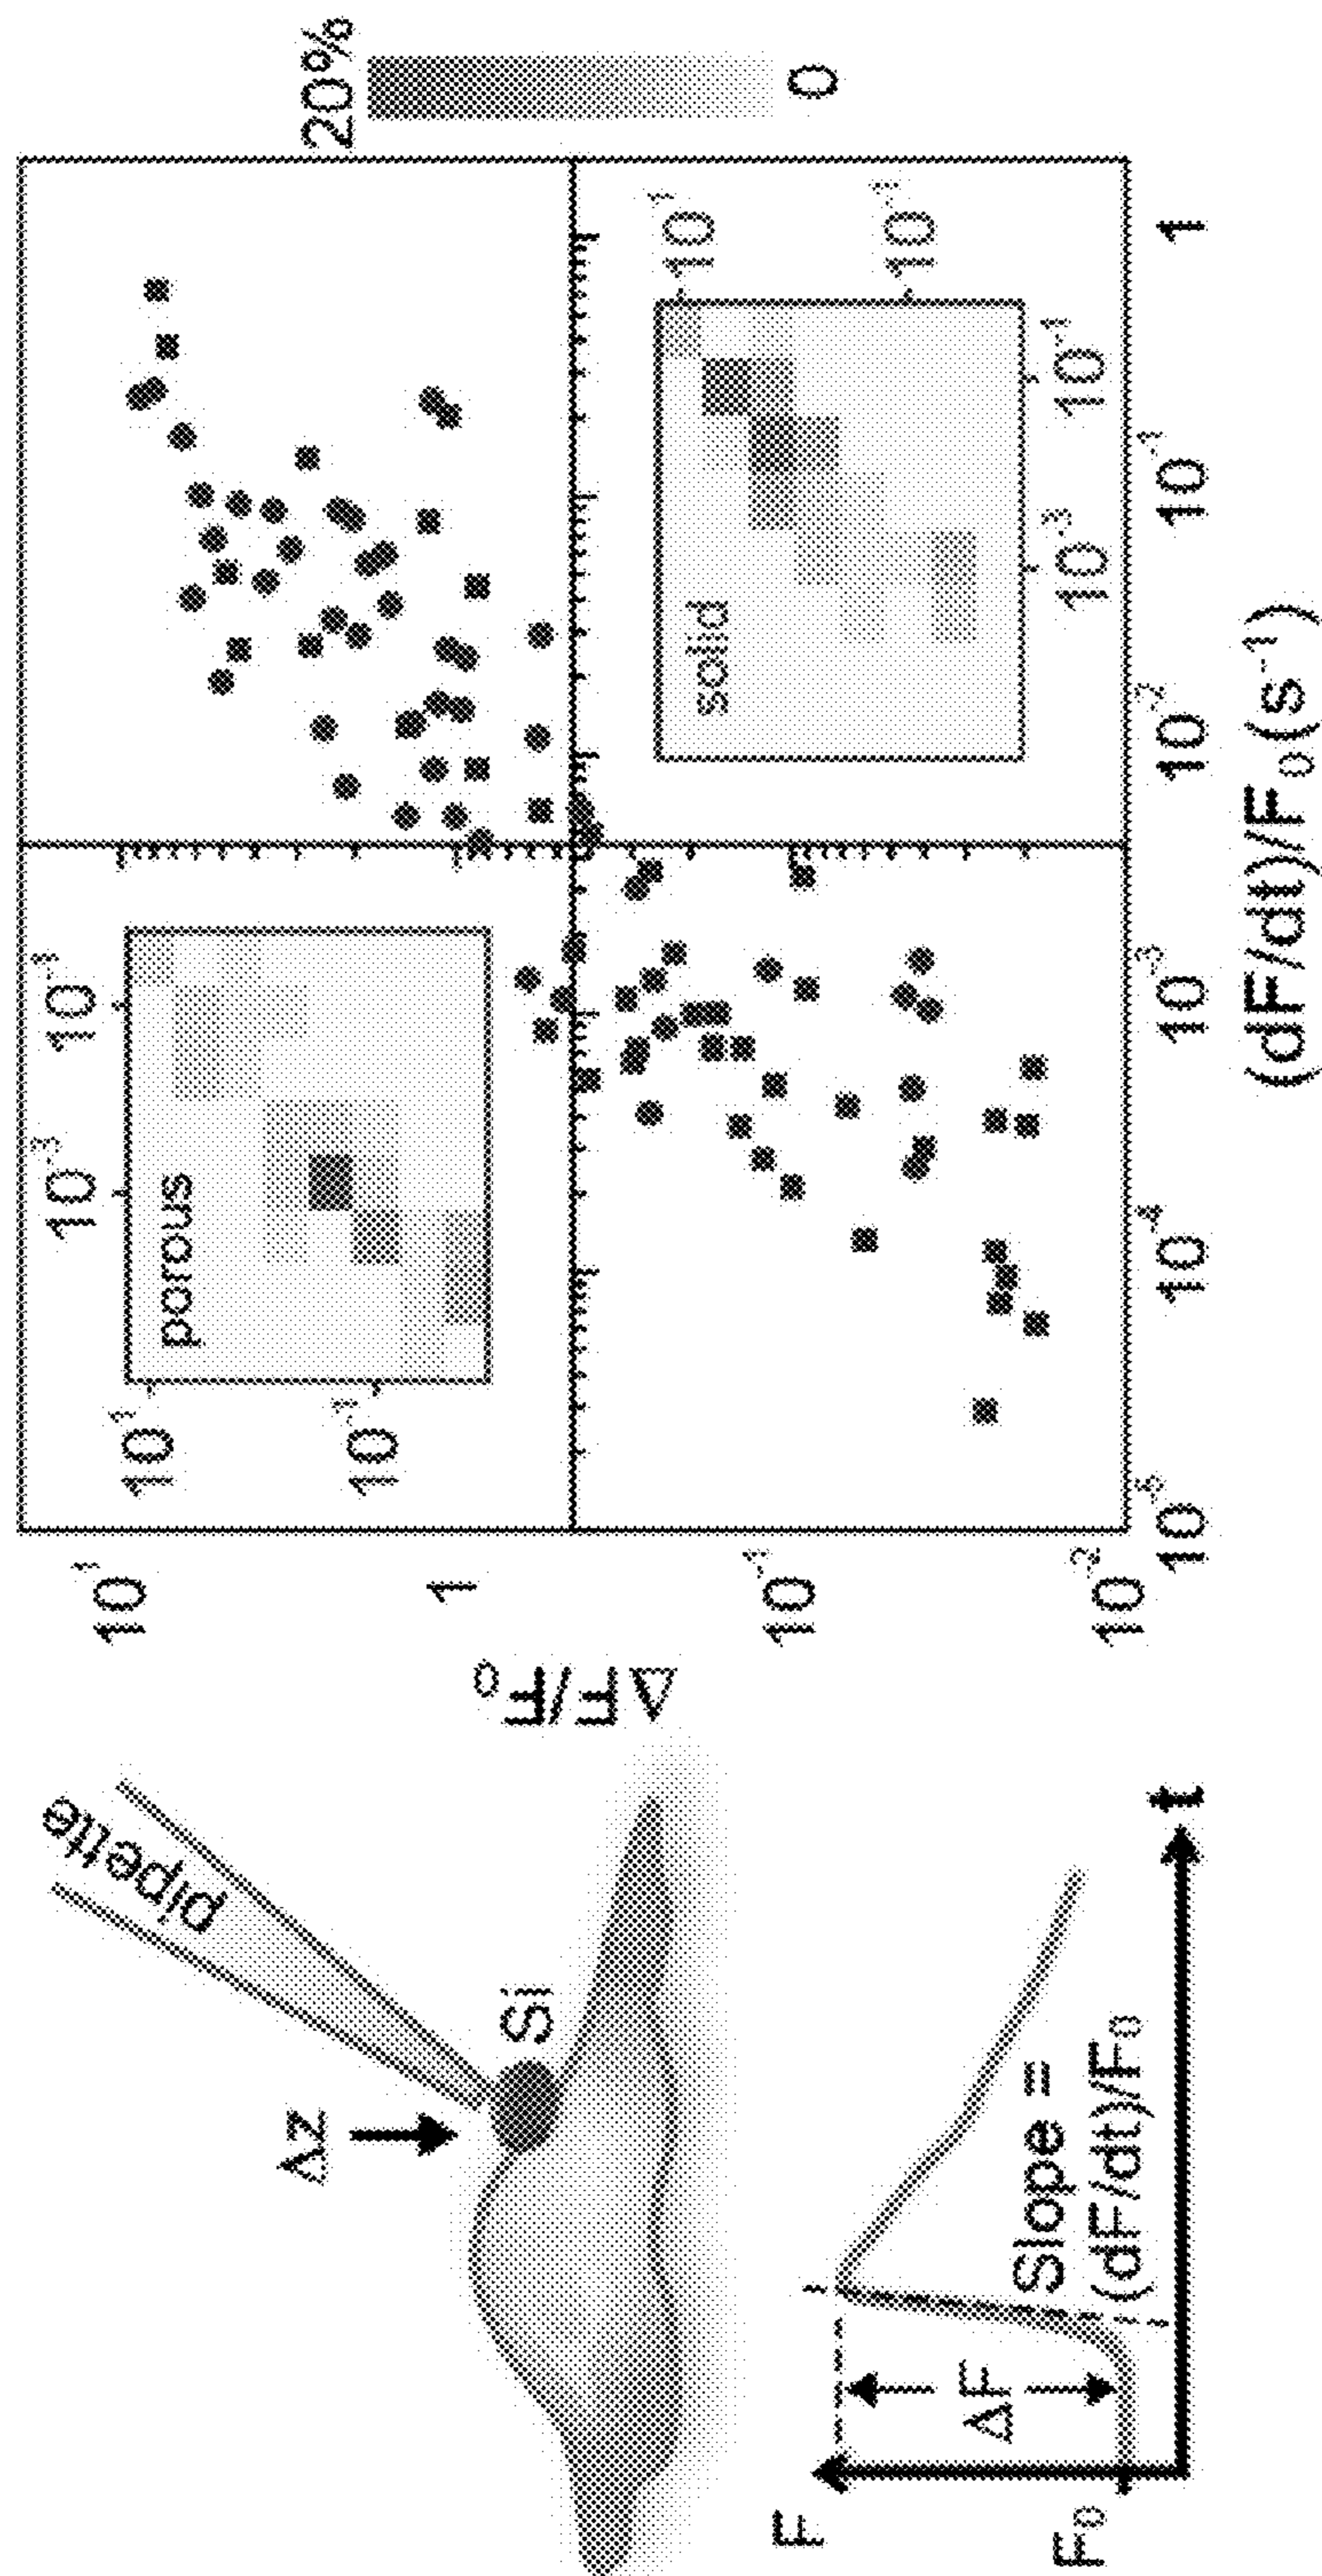 pipette
Δz
Si
F
ΔF
F₀
Slope =
(dF/dt)/F₀
t
ΔF/F₀
10¹
1
10⁻¹
10⁻²
10⁻⁵
10⁻⁴
10⁻³
10⁻²
10⁻¹
1
(dF/dt)/F₀(s⁻¹)
porous
10⁻³
10⁻¹
10¹
10⁻¹
solid
10¹
10⁻¹
10⁻³
10⁻¹
20%
0